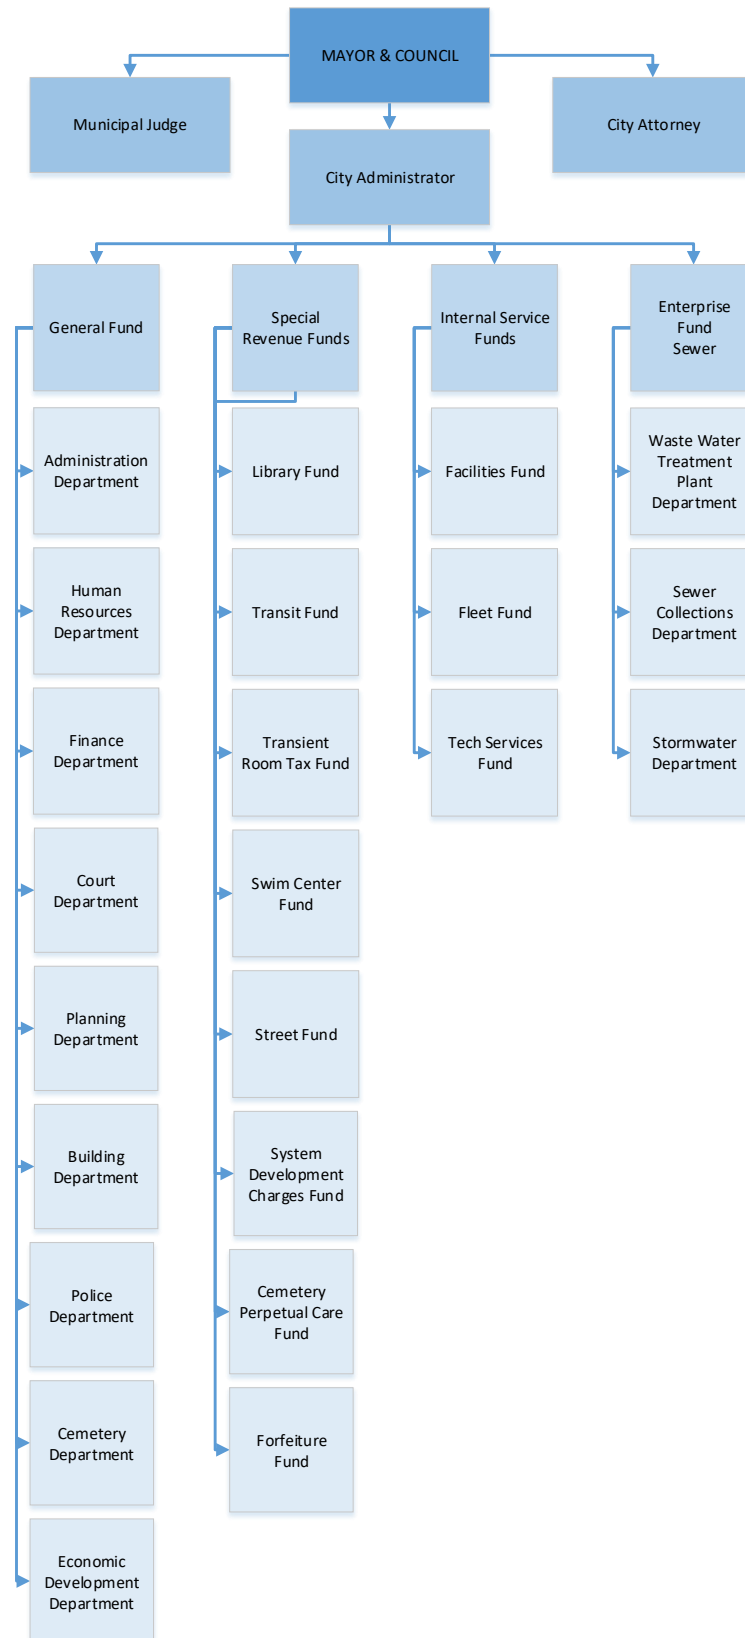 MAYOR & COUNCIL
Municipal Judge
City Attorney
City Administrator
General Fund
Special
Revenue Funds
Internal Service
Funds
Enterprise
Fund
Sewer
Administration
Department
Library Fund
Facilities Fund
Waste Water
Treatment
Plant
Department
Human
Resources
Department
Transit Fund
Fleet Fund
Sewer
Collections
Department
Finance
Department
Transient
Room Tax Fund
Tech Services
Fund
Stormwater
Department
Court
Department
Swim Center
Fund
Planning
Department
Street Fund
Building
Department
System
Development
Charges Fund
Police
Department
Cemetery
Perpetual Care
Fund
Cemetery
Department
Forfeiture
Fund
Economic
Development
Department